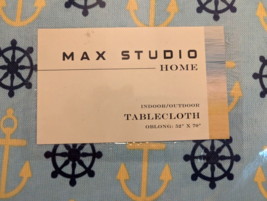 MAX STUDIO
HOME
INDOOR/OUTDOOR
TABLECLOTH
OBLONG: 52" X 70"